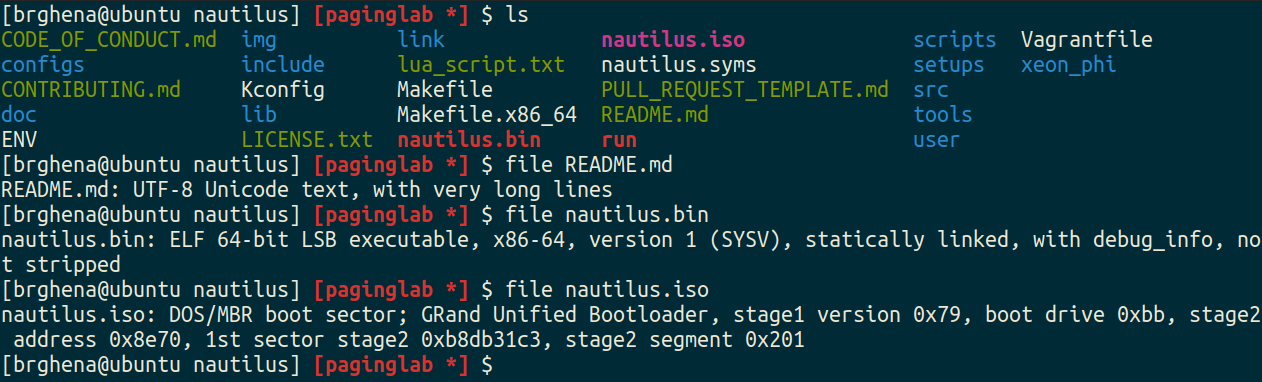 [brghena@ubuntu nautilus] [paginglab *] $ ls
CODE_OF_CONDUCT.md  img          link            nautilus.iso              scripts  Vagrantfile
configs             include      lua_script.txt  nautilus.syms             setups   xeon_phi
CONTRIBUTING.md     Kconfig      Makefile        PULL_REQUEST_TEMPLATE.md  src
doc                 lib          Makefile.x86_64 README.md                 tools
ENV                 LICENSE.txt  nautilus.bin    run                       user
[brghena@ubuntu nautilus] [paginglab *] $ file README.md
README.md: UTF-8 Unicode text, with very long lines
[brghena@ubuntu nautilus] [paginglab *] $ file nautilus.bin
nautilus.bin: ELF 64-bit LSB executable, x86-64, version 1 (SYSV), statically linked, with debug_info, no
t stripped
[brghena@ubuntu nautilus] [paginglab *] $ file nautilus.iso
nautilus.iso: DOS/MBR boot sector; GRand Unified Bootloader, stage1 version 0x79, boot drive 0xbb, stage2
 address 0x8e70, 1st sector stage2 0xb8db31c3, stage2 segment 0x201
[brghena@ubuntu nautilus] [paginglab *] $